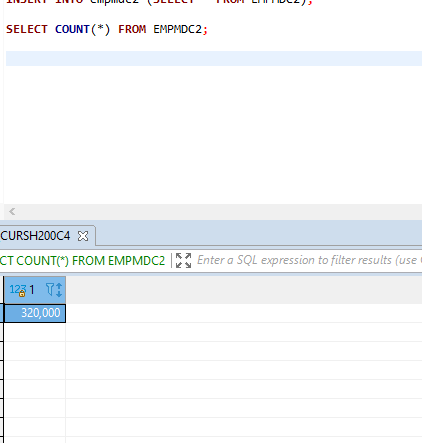 INSERT INTO empmdc2 (SELECT * FROM EMPMDC2);
SELECT COUNT(*) FROM EMPMDC2;
CURSH200C4
CT COUNT(*) FROM EMPMDC2 Enter a SQL expression to filter results (use
123 1
320,000